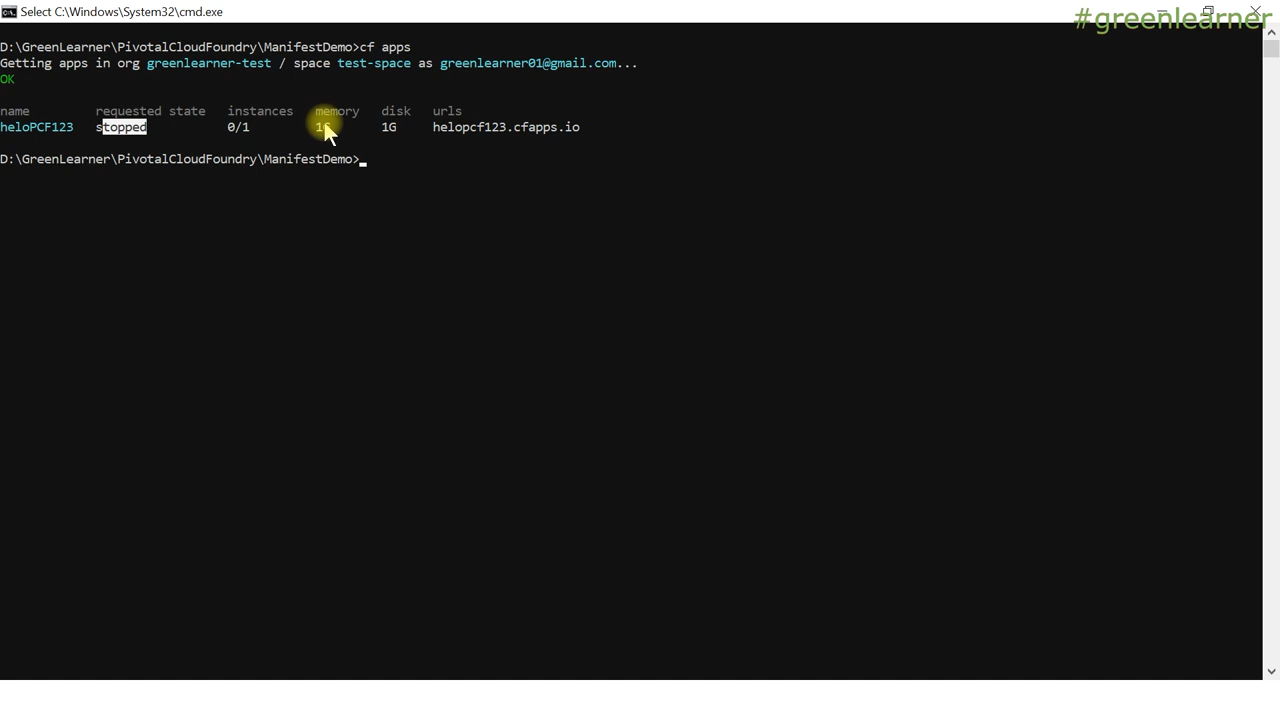 Select C:\Windows\System32\cmd.exe
#greenlearner
D:\GreenLearner\PivotalCloudFoundry\ManifestDemo>cf apps
Getting apps in org greenlearner-test / space test-space as greenlearner01@gmail.com...
OK
name requested state instances memory disk urls
heloPCF123 stopped 0/1 1G 1G helopcf123.cfapps.io
D:\GreenLearner\PivotalCloudFoundry\ManifestDemo>